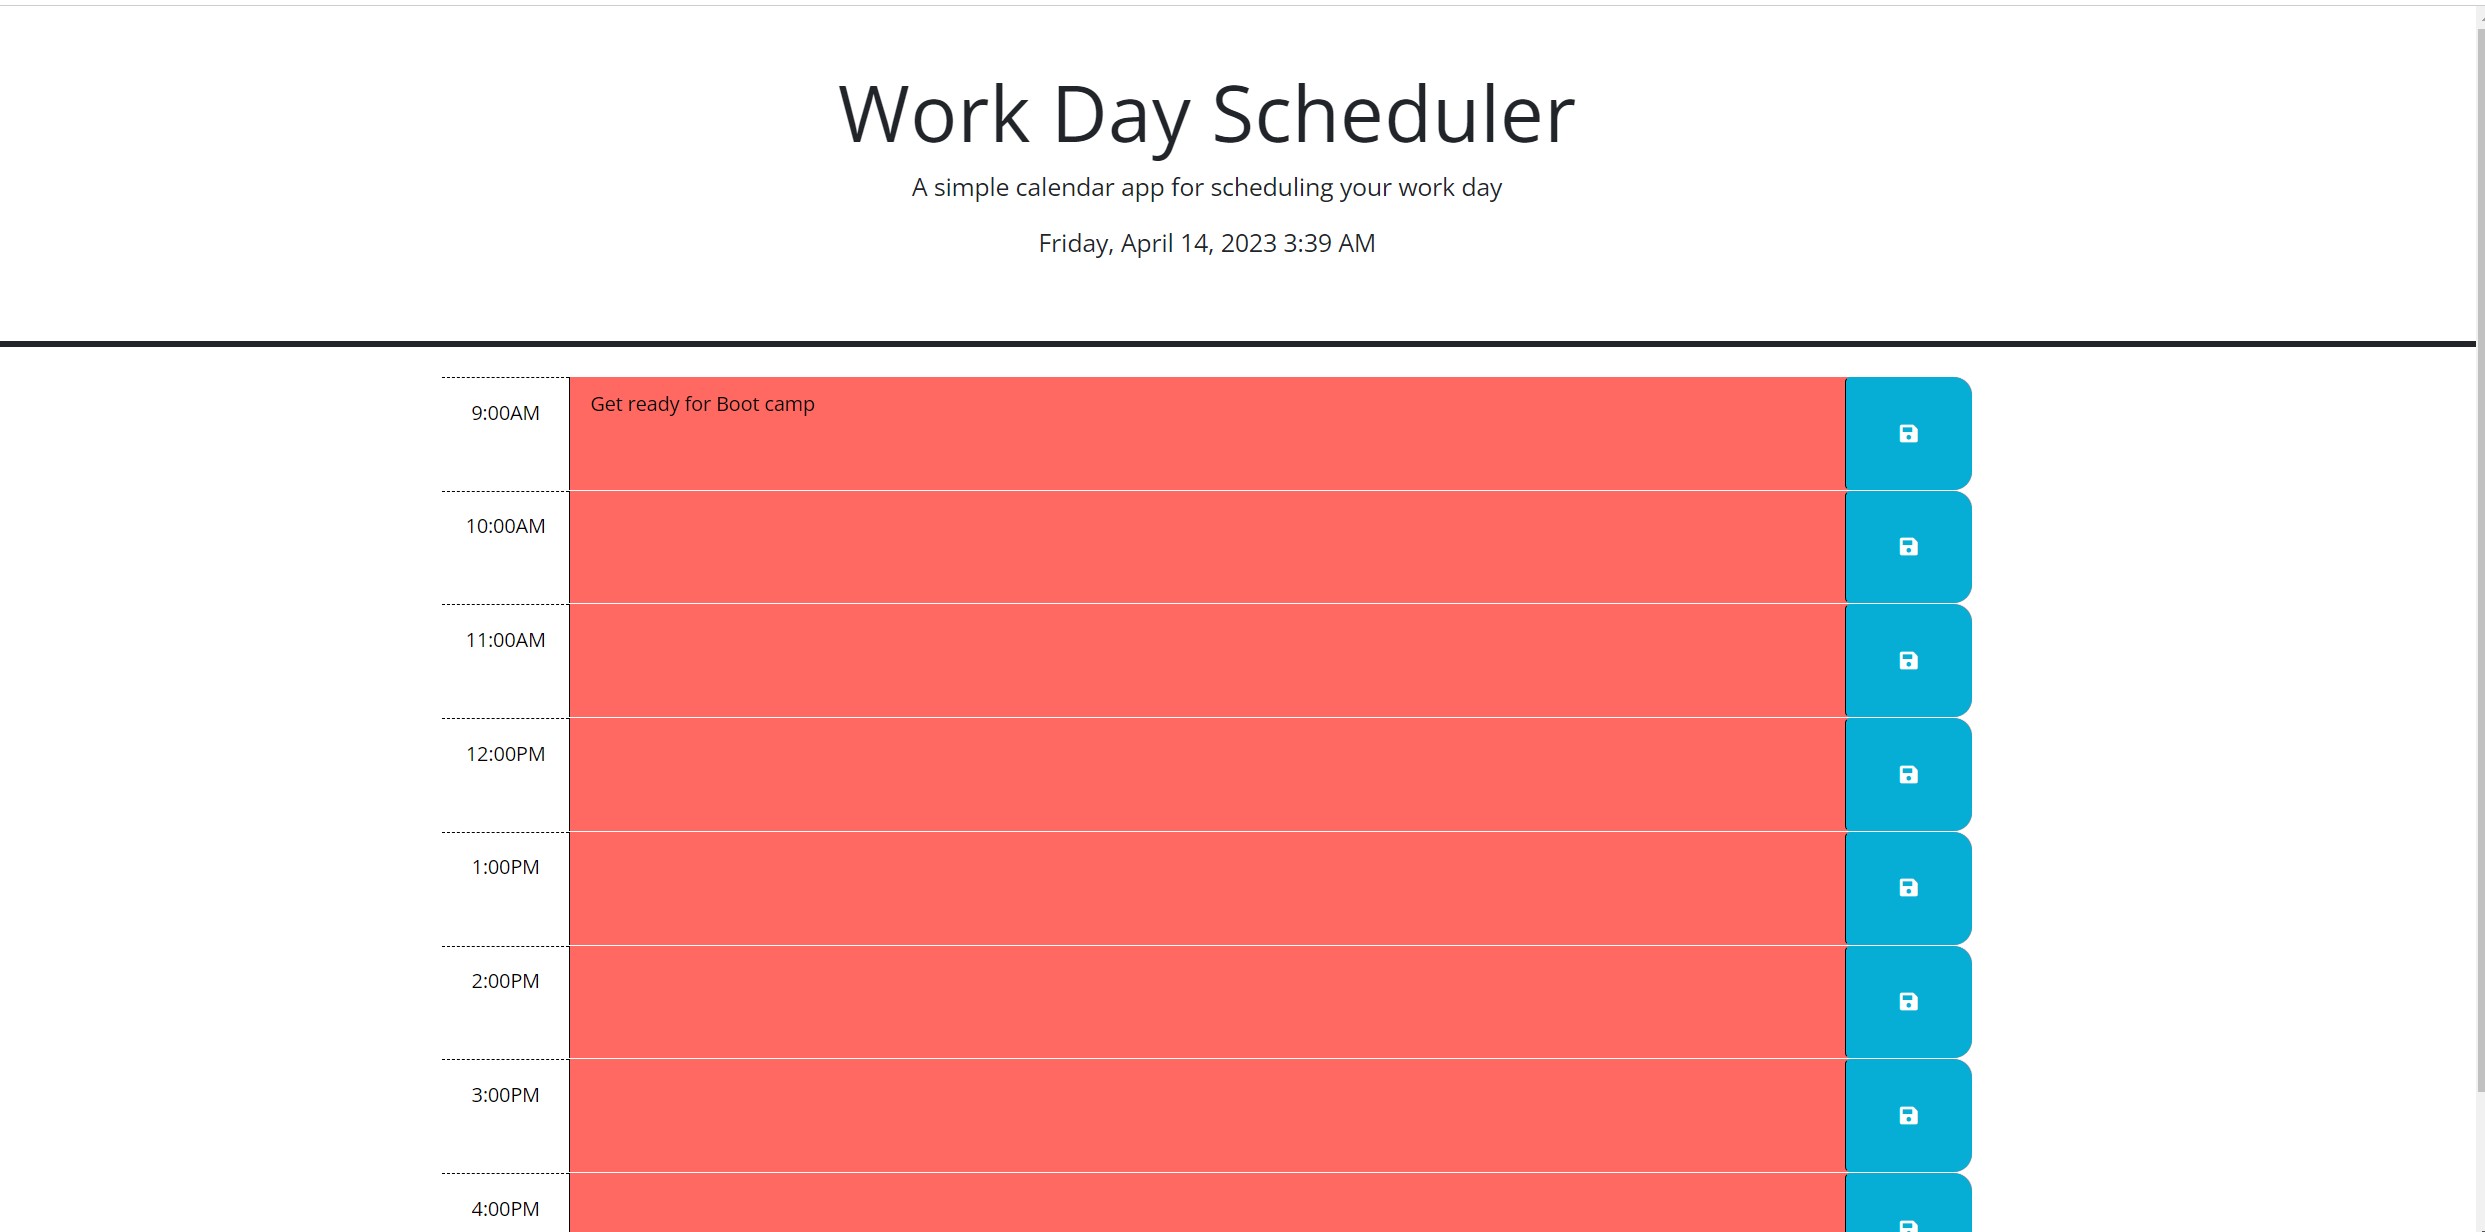 Work Day Scheduler
A simple calendar app for scheduling your work day
Friday, April 14, 2023 3:39 AM
9:00AM
Get ready for Boot camp
10:00AM
11:00AM
12:00PM
1:00PM
2:00PM
3:00PM
4:00PM